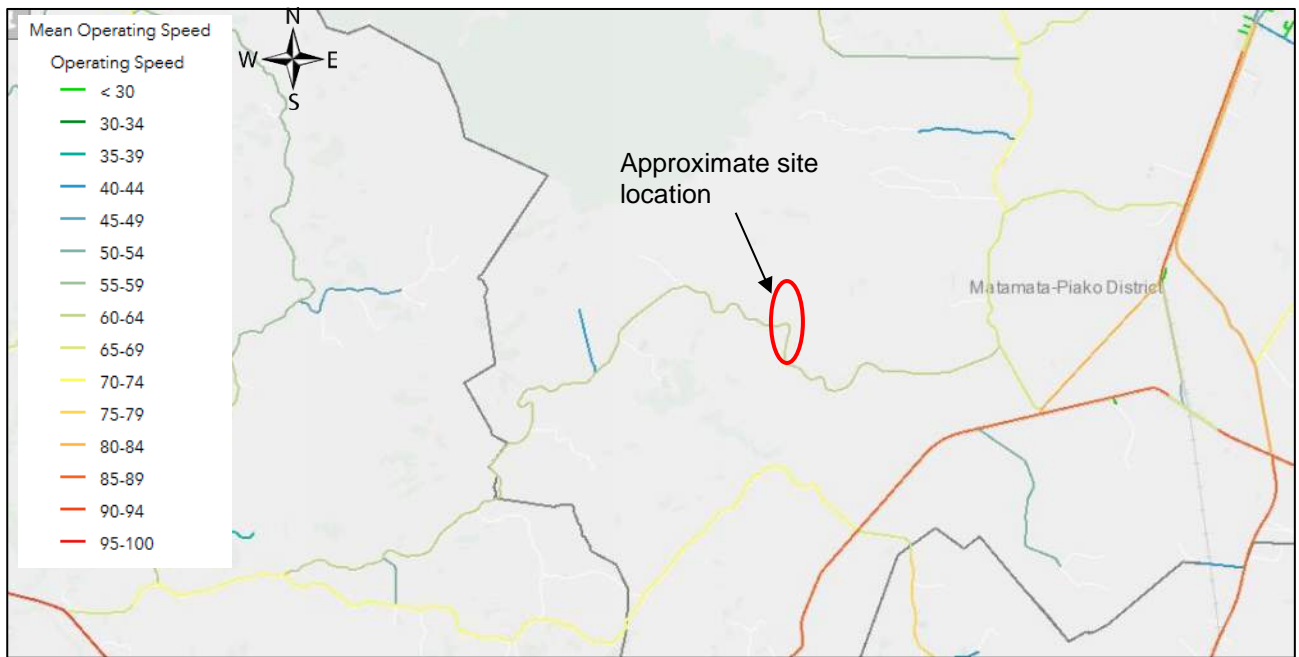 Mean Operating Speed
Operating Speed
< 30
30-34
35-39
40-44
45-49
50-54
55-59
60-64
65-69
70-74
75-79
80-84
85-89
90-94
95-100
N
W E
S
Approximate site
location
Matamata-Piako District